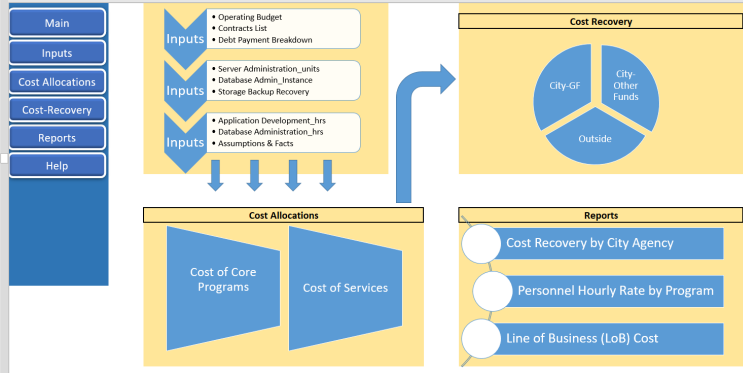 Main
Inputs
Cost Allocations
Cost-Recovery
Reports
Help
Inputs
• Operating Budget
• Contracts List
• Debt Payment Breakdown
Inputs
• Server Administration_units
• Database Admin_Instance
• Storage Backup Recovery
Inputs
• Application Development_hrs
• Database Administration_hrs
• Assumptions & Facts
Cost Recovery
City-GF
City-
Other
Funds
Outside
Cost Allocations
Cost of Core
Programs
Cost of Services
Reports
Cost Recovery by City Agency
Personnel Hourly Rate by Program
Line of Business (LoB) Cost